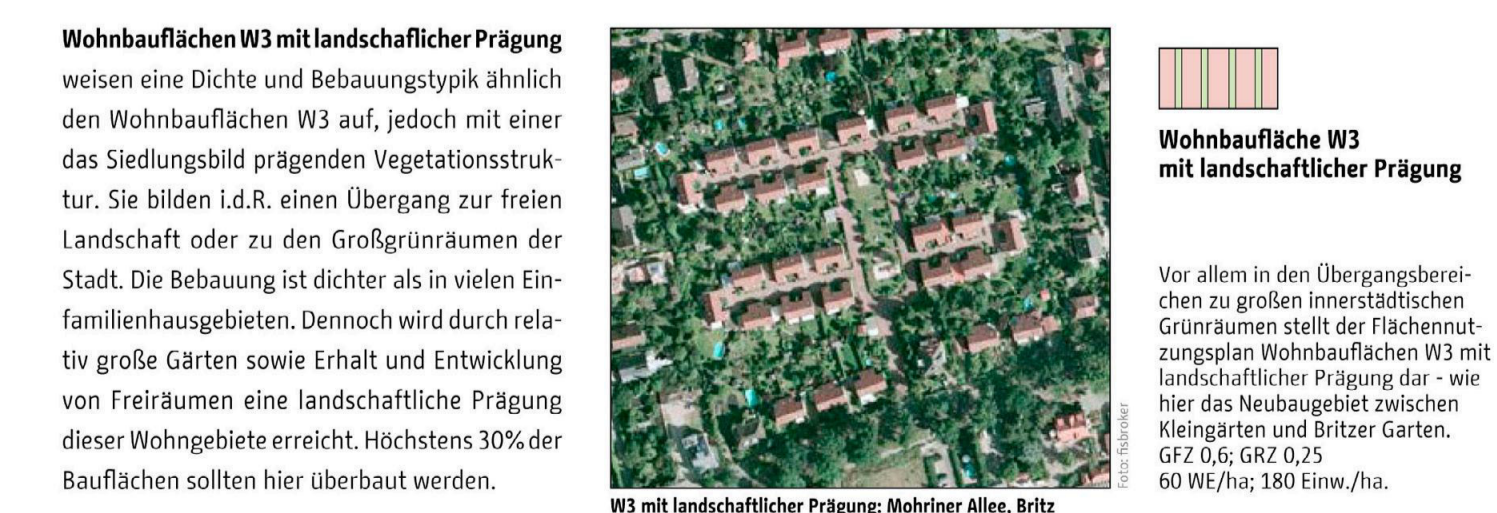 Wohnbauflächen W3 mit landschaflicher Prägung
weisen eine Dichte und Bebauungstypik ähnlich
den Wohnbauflächen W3 auf, jedoch mit einer
das Siedlungsbild prägenden Vegetationsstruk-
tur. Sie bilden i.d.R. einen Übergang zur freien
Landschaft oder zu den Großgrünräumen der
Stadt. Die Bebauung ist dichter als in vielen Ein-
familienhausgebieten. Dennoch wird durch rela-
tiv große Gärten sowie Erhalt und Entwicklung
von Freiräumen eine landschaftliche Prägung
dieser Wohngebiete erreicht. Höchstens 30% der
Bauflächen sollten hier überbaut werden.
Foto: fisbroker
W3 mit landschaftlicher Prägung: Mohriner Allee, Britz
Wohnbaufläche W3
mit landschaftlicher Prägung
Vor allem in den Übergangsberei-
chen zu großen innerstädtischen
Grünräumen stellt der Flächennut-
zungsplan Wohnbauflächen W3 mit
landschaftlicher Prägung dar - wie
hier das Neubaugebiet zwischen
Kleingärten und Britzer Garten.
GFZ 0,6; GRZ 0,25
60 WE/ha; 180 Einw./ha.